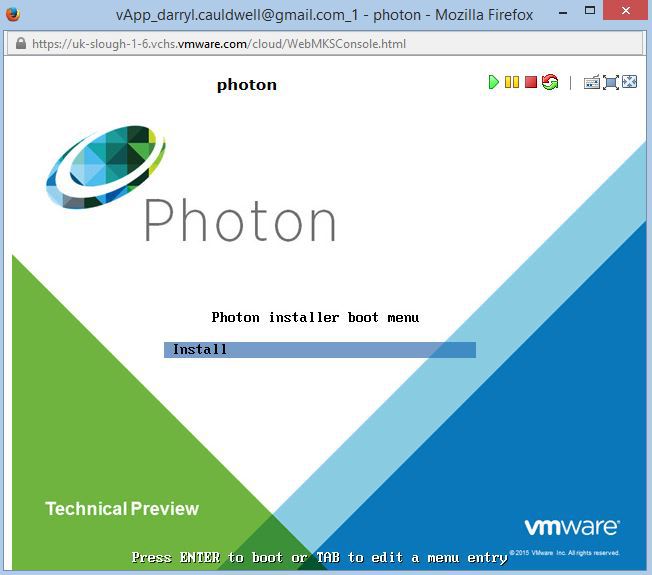 vApp_darryl.cauldwell@gmail.com_1 - photon - Mozilla Firefox
https://uk-slough-1-6.vchs.vmware.com/cloud/WebMKSConsole.html
photon
Photon
Photon installer boot menu
Install
Technical Preview
vmware®
© 2015 VMware Inc. All rights reserved.
Press ENTER to boot or TAB to edit a menu entry